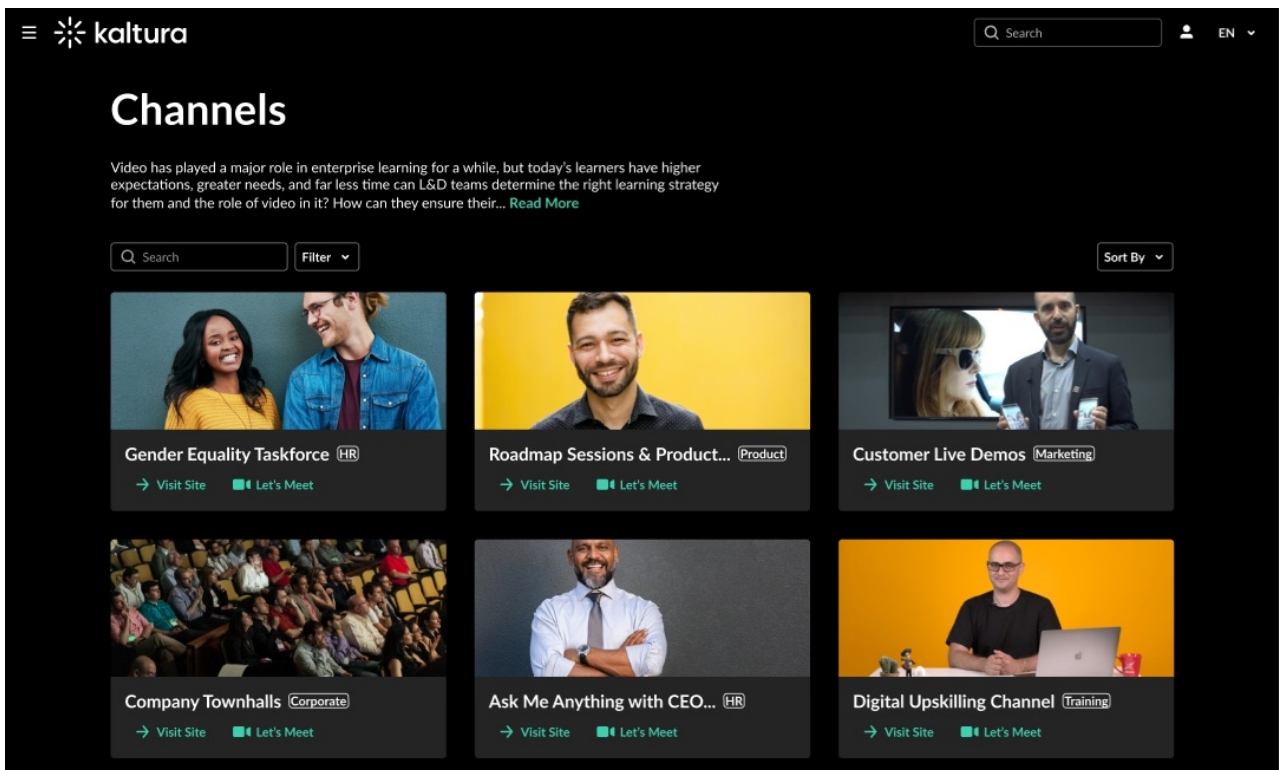 kaltura
Search
EN
Channels
Video has played a major role in enterprise learning for a while, but today's learners have higher
expectations, greater needs, and far less time can L&D teams determine the right learning strategy
for them and the role of video in it? How can they ensure their... Read More
Search
Filter
Sort By
Gender Equality Taskforce HR
Visit Site Let's Meet
Roadmap Sessions & Product... Product
Visit Site Let's Meet
Customer Live Demos Marketing
Visit Site Let's Meet
Company Townhalls Corporate
Visit Site Let's Meet
Ask Me Anything with CEO... HR
Visit Site Let's Meet
Digital Upskilling Channel Training
Visit Site Let's Meet